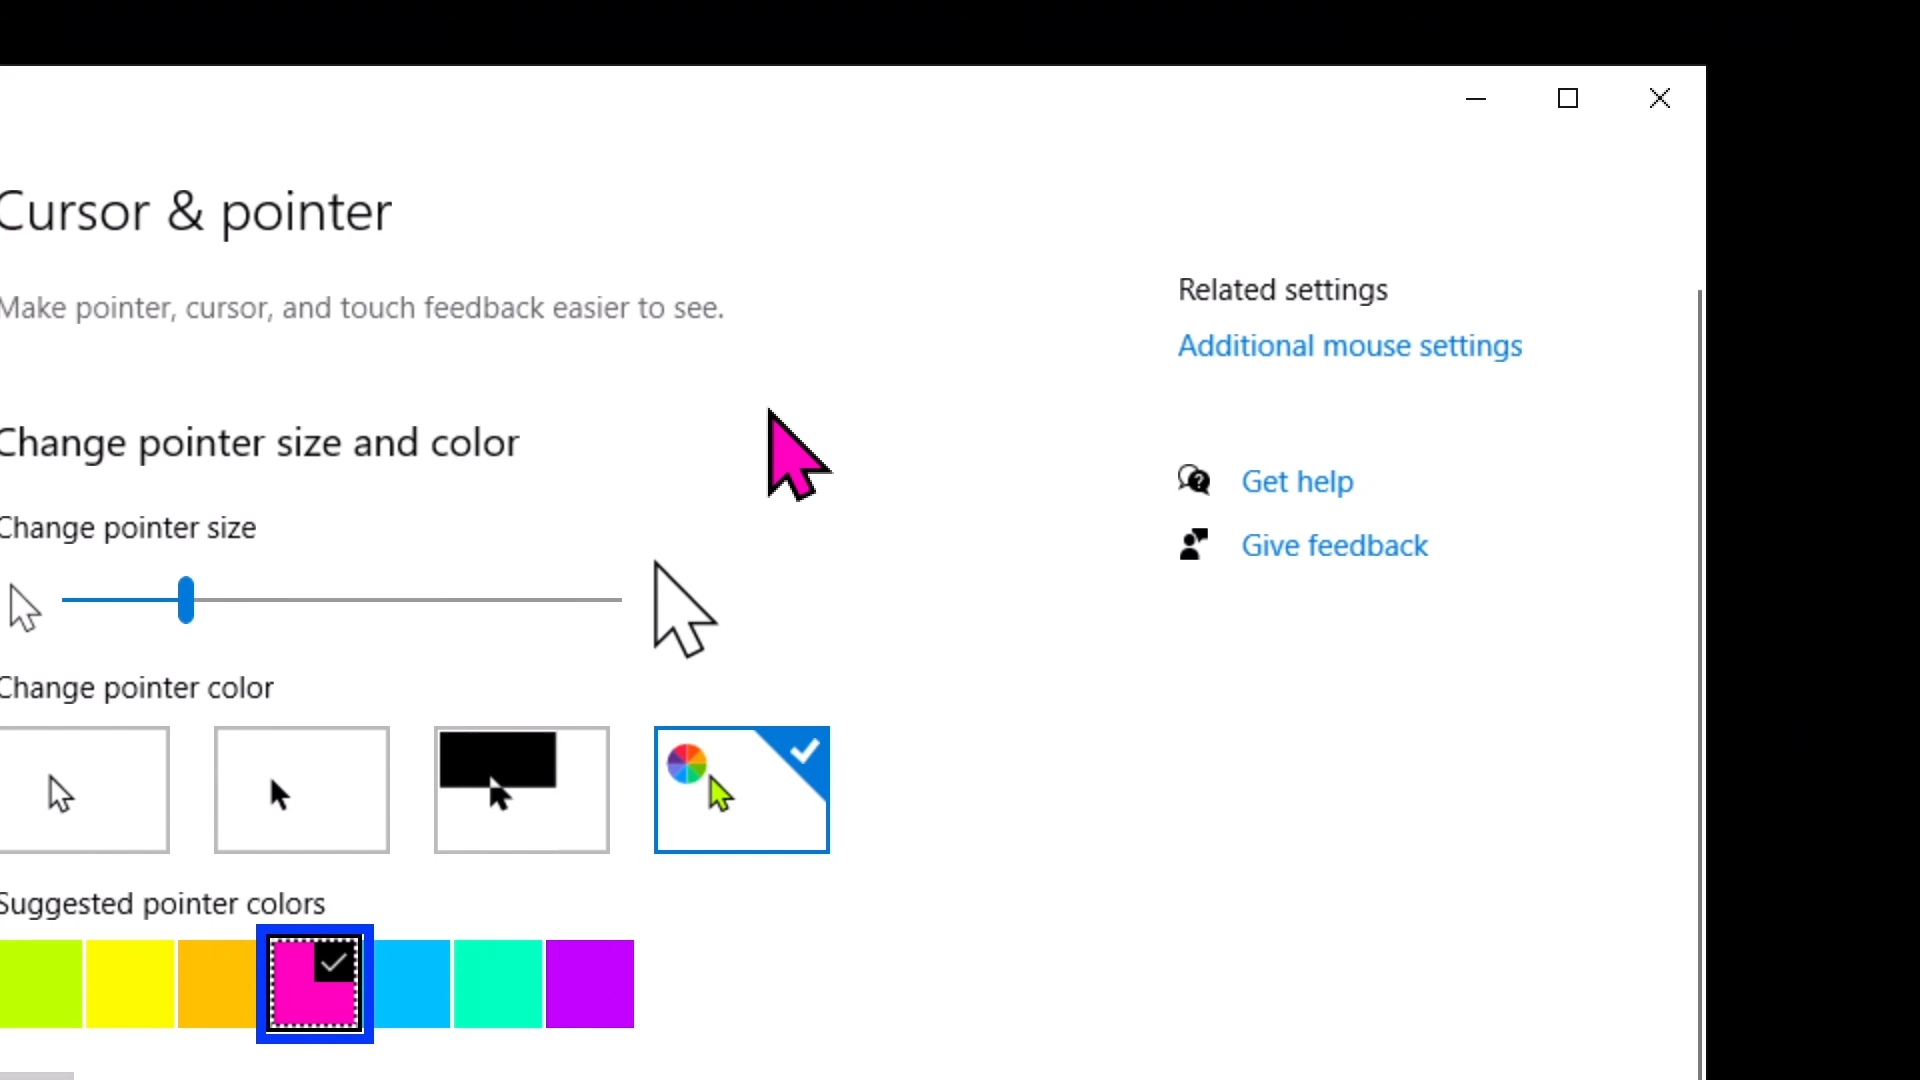 Cursor & pointer
Make pointer, cursor, and touch feedback easier to see.
Change pointer size and color
Change pointer size
Change pointer color
Suggested pointer colors
Related settings
Additional mouse settings
Get help
Give feedback